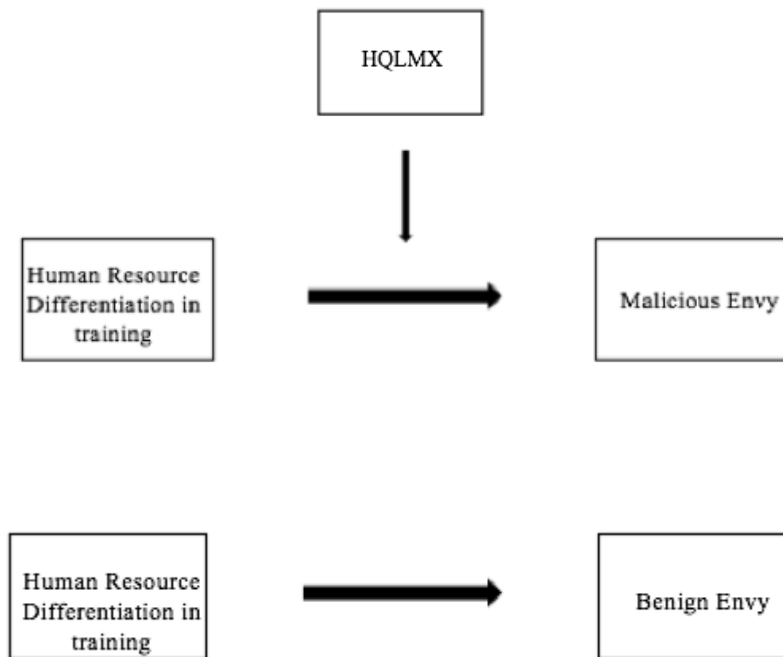 HQLMX
Human Resource
Differentiation in
training
Malicious Envy
Human Resource
Differentiation in
training
Benign Envy